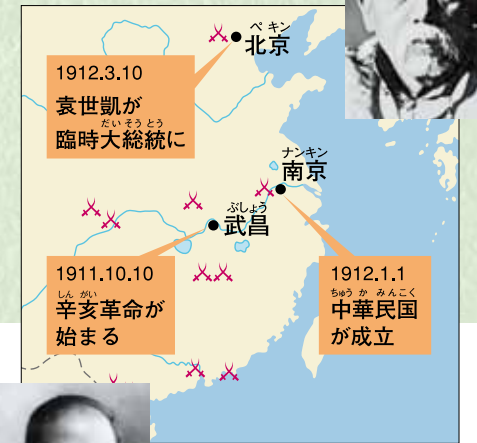 ペキン
北京
1912.3.10
袁世凱が
だいそうとう
臨時大総統に
ナンキン
南京
ぶしょう
武昌
1911.10.10
しんがい
辛亥革命が
始まる
1912.1.1
ちゅうかみんこく
中華民国
が成立